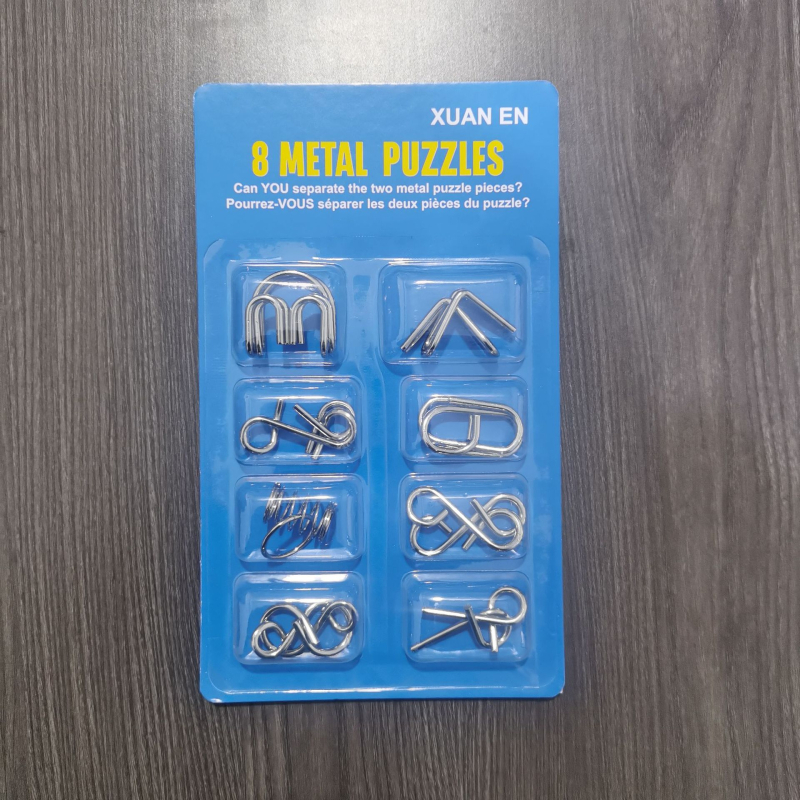 XUAN EN
8 METAL PUZZLES
Can YOU separate the two metal puzzle pieces?
Pourrez-VOUS séparer les deux pièces du puzzle?